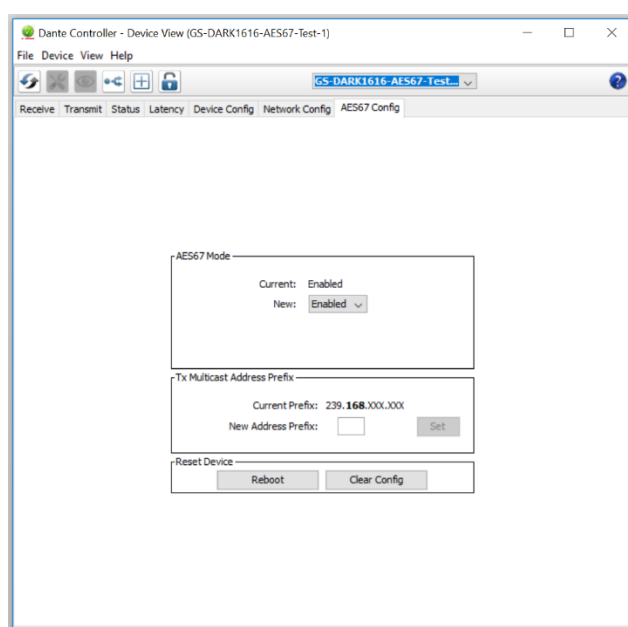 Dante Controller - Device View (GS-DARK1616-AES67-Test-1)
File Device View Help
GS-DARK1616-AES67-Test...
Receive Transmit Status Latency Device Config Network Config AES67 Config
AES67 Mode
Current: Enabled
New: Enabled
Tx Multicast Address Prefix
Current Prefix: 239.168.XXX.XXX
New Address Prefix: Set
Reset Device
Reboot Clear Config